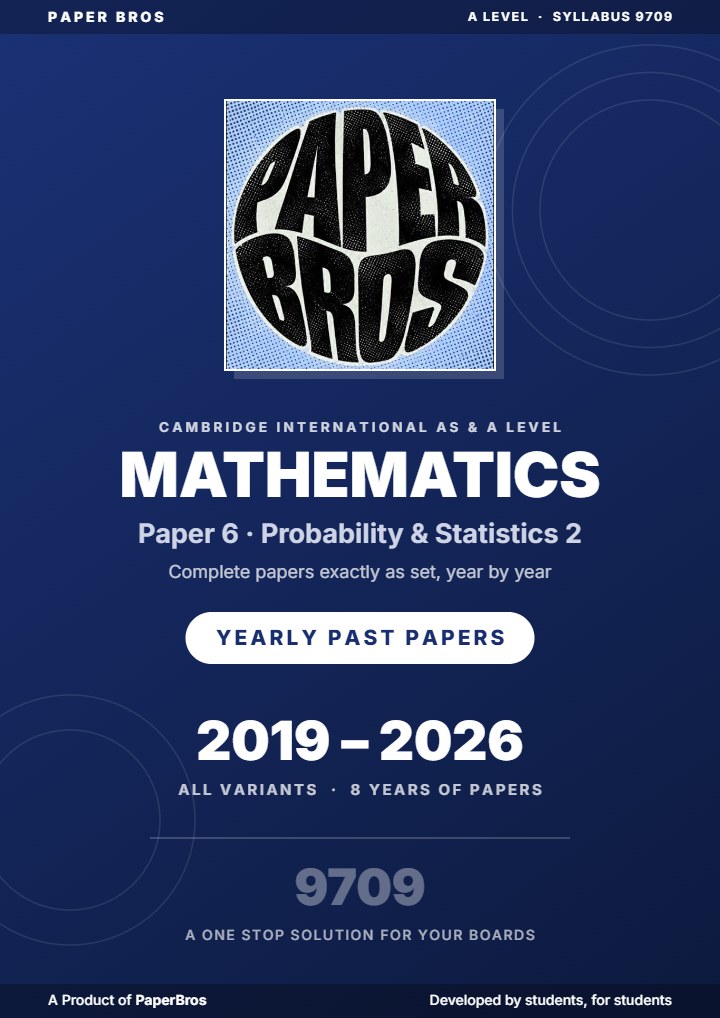 PAPER BROS
A LEVEL · SYLLABUS 9709
PAPER
BROS
CAMBRIDGE INTERNATIONAL AS & A LEVEL
MATHEMATICS
Paper 6 · Probability & Statistics 2
Complete papers exactly as set, year by year
YEARLY PAST PAPERS
2019 – 2026
ALL VARIANTS · 8 YEARS OF PAPERS
9709
A ONE STOP SOLUTION FOR YOUR BOARDS
A Product of PaperBros
Developed by students, for students